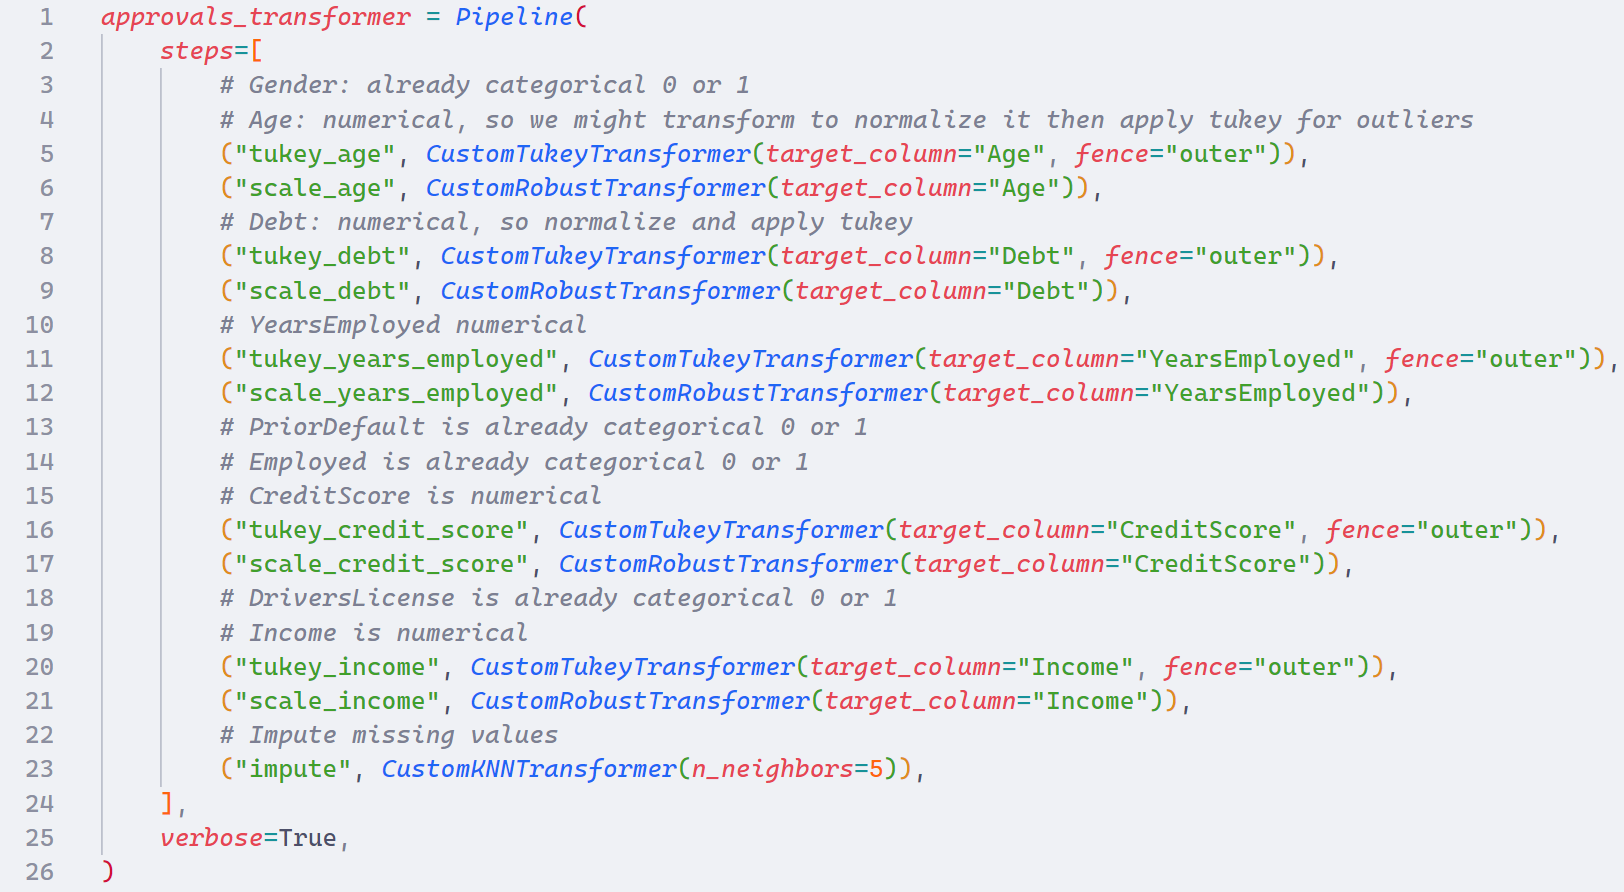 1 approvals_transformer = Pipeline(
2 steps=[
3 # Gender: already categorical 0 or 1
4 # Age: numerical, so we might transform to normalize it then apply tukey for outliers
5 ("tukey_age", CustomTukeyTransformer(target_column="Age", fence="outer")),
6 ("scale_age", CustomRobustTransformer(target_column="Age")),
7 # Debt: numerical, so normalize and apply tukey
8 ("tukey_debt", CustomTukeyTransformer(target_column="Debt", fence="outer")),
9 ("scale_debt", CustomRobustTransformer(target_column="Debt")),
10 # YearsEmployed numerical
11 ("tukey_years_employed", CustomTukeyTransformer(target_column="YearsEmployed", fence="outer")),
12 ("scale_years_employed", CustomRobustTransformer(target_column="YearsEmployed")),
13 # PriorDefault is already categorical 0 or 1
14 # Employed is already categorical 0 or 1
15 # CreditScore is numerical
16 ("tukey_credit_score", CustomTukeyTransformer(target_column="CreditScore", fence="outer")),
17 ("scale_credit_score", CustomRobustTransformer(target_column="CreditScore")),
18 # DriversLicense is already categorical 0 or 1
19 # Income is numerical
20 ("tukey_income", CustomTukeyTransformer(target_column="Income", fence="outer")),
21 ("scale_income", CustomRobustTransformer(target_column="Income")),
22 # Impute missing values
23 ("impute", CustomKNNTransformer(n_neighbors=5)),
24 ],
25 verbose=True,
26 )